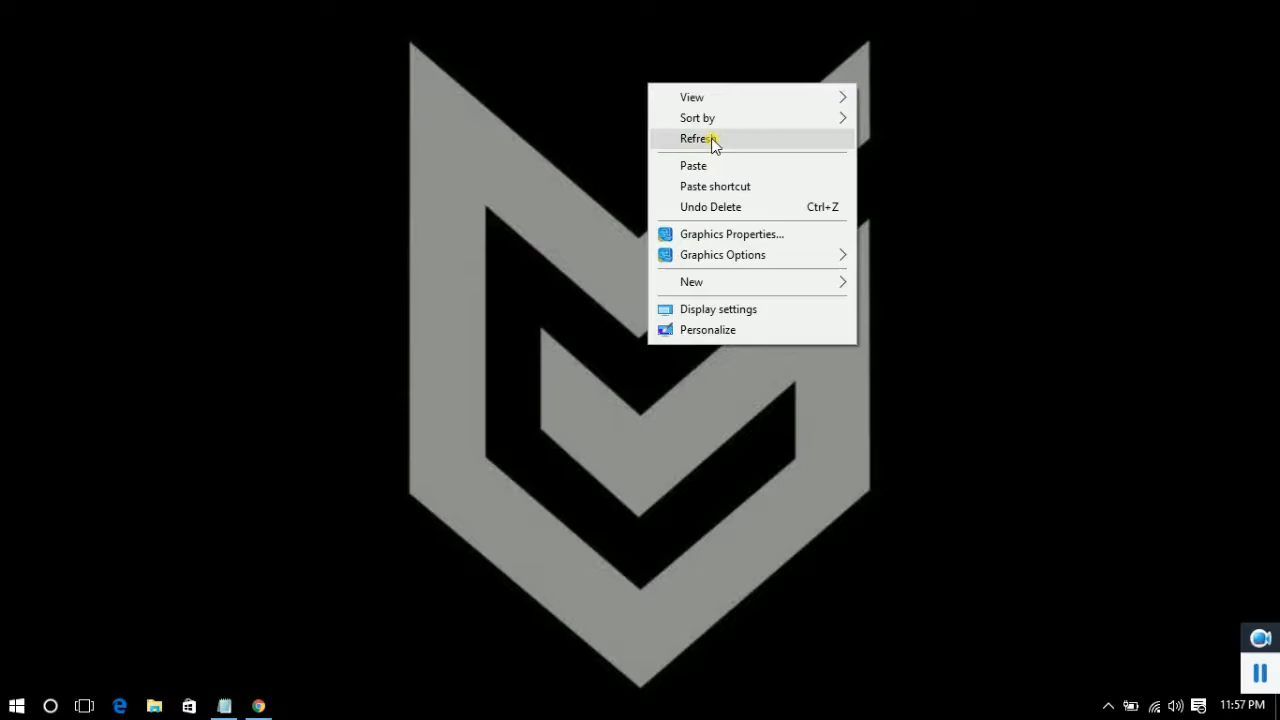 View
Sort by
Refresh
Paste
Paste shortcut
Undo Delete Ctrl+Z
Graphics Properties...
Graphics Options
New
Display settings
Personalize
11:57 PM